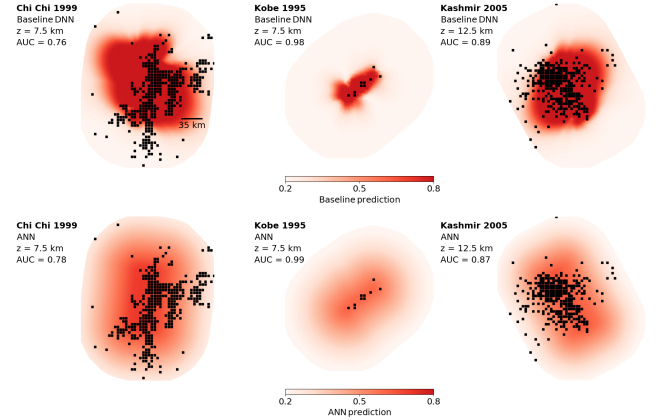 Chi Chi 1999
Baseline DNN
z = 7.5 km
AUC = 0.76
35 km
Kobe 1995
Baseline DNN
z = 7.5 km
AUC = 0.98
Kashmir 2005
Baseline DNN
z = 12.5 km
AUC = 0.89
0.2 0.5 0.8
Baseline prediction
Chi Chi 1999
ANN
z = 7.5 km
AUC = 0.78
Kobe 1995
ANN
z = 7.5 km
AUC = 0.99
Kashmir 2005
ANN
z = 12.5 km
AUC = 0.87
0.2 0.5 0.8
ANN prediction